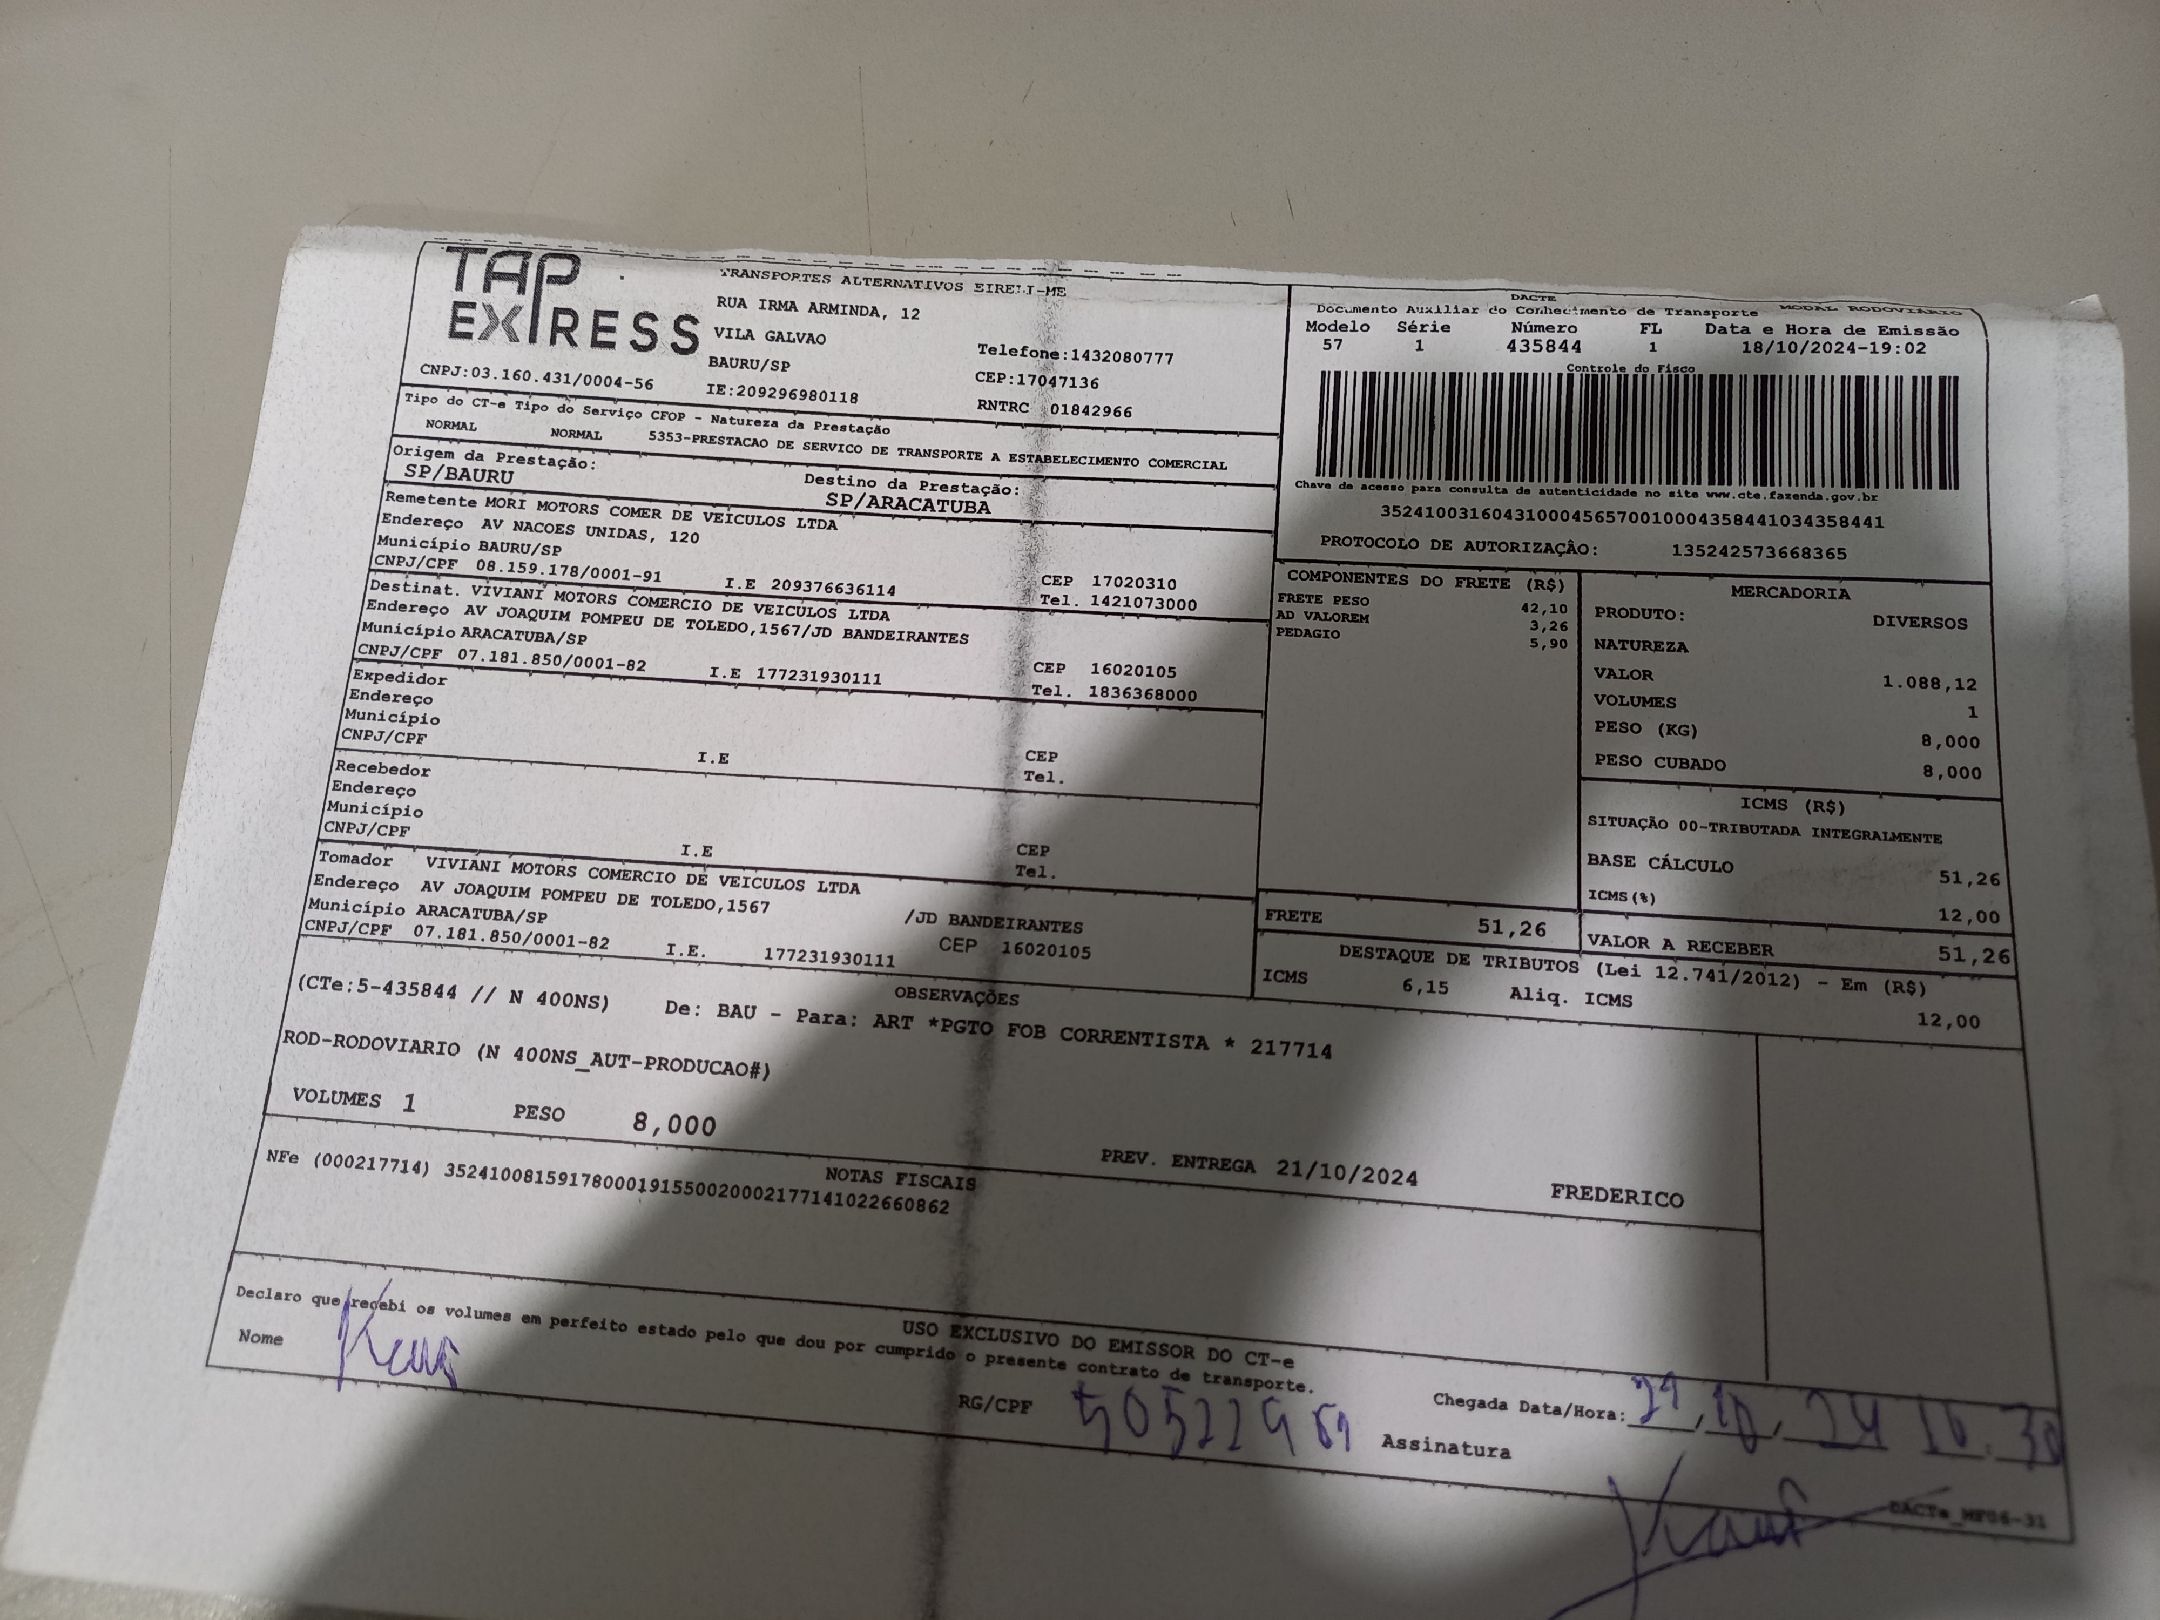 TAP EXPRESS
TRANSPORTES ALTERNATIVOS EIRELI-ME
RUA IRMA ARMINDA, 12
VILA GALVAO
BAURU/SP
Telefone:1432080777
CEP:17047136
CNPJ:03.160.431/0004-56
IE:209296980118
RNTRC 01842966
DACTE
Documento Auxiliar do Conhecimento de Transporte MODAL RODOVIÁRIO
Modelo Série Número FL Data e Hora de Emissão
57 1 435844 1 18/10/2024-19:02
Controle do Fisco
Chave de acesso para consulta de autenticidade no site www.cte.fazenda.gov.br
35241003160431000456570010004358441034358441
PROTOCOLO DE AUTORIZAÇÃO: 135242573668365
Tipo do CT-e Tipo do Serviço CFOP - Natureza da Prestação
NORMAL NORMAL 5353-PRESTACAO DE SERVICO DE TRANSPORTE A ESTABELECIMENTO COMERCIAL
Origem da Prestação:
SP/BAURU
Destino da Prestação:
SP/ARACATUBA
Remetente MORI MOTORS COMER DE VEICULOS LTDA
Endereço AV NACOES UNIDAS, 120
Município BAURU/SP
CEP 17020310
CNPJ/CPF 08.159.178/0001-91 I.E 209376636114 Tel. 1421073000
Destinat. VIVIANI MOTORS COMERCIO DE VEICULOS LTDA
Endereço AV JOAQUIM POMPEU DE TOLEDO,1567/JD BANDEIRANTES
Município ARACATUBA/SP
CEP 16020105
CNPJ/CPF 07.181.850/0001-82 I.E 177231930111 Tel. 1836368000
Expedidor
Endereço
Município
CEP
CNPJ/CPF I.E Tel.
Recebedor
Endereço
Município
CEP
CNPJ/CPF I.E Tel.
Tomador VIVIANI MOTORS COMERCIO DE VEICULOS LTDA
Endereço AV JOAQUIM POMPEU DE TOLEDO,1567 /JD BANDEIRANTES
Município ARACATUBA/SP CEP 16020105
CNPJ/CPF 07.181.850/0001-82 I.E. 177231930111
COMPONENTES DO FRETE (R$)
FRETE PESO 42,10
AD VALOREM 3,26
PEDAGIO 5,90
FRETE 51,26
MERCADORIA
PRODUTO: DIVERSOS
NATUREZA
VALOR 1.088,12
VOLUMES 1
PESO (KG) 8,000
PESO CUBADO 8,000
ICMS (R$)
SITUAÇÃO 00-TRIBUTADA INTEGRALMENTE
BASE CÁLCULO 51,26
ICMS(%) 12,00
VALOR A RECEBER 51,26
DESTAQUE DE TRIBUTOS (Lei 12.741/2012) - Em (R$)
ICMS 6,15 Aliq. ICMS 12,00
OBSERVAÇÕES
(CTe:5-435844 // N 400NS) De: BAU - Para: ART *PGTO FOB CORRENTISTA * 217714
ROD-RODOVIARIO (N 400NS_AUT-PRODUCAO#)
VOLUMES 1 PESO 8,000 PREV. ENTREGA 21/10/2024 FREDERICO
NOTAS FISCAIS
NFe (000217714) 35241008159178000191550020002177141022660862
USO EXCLUSIVO DO EMISSOR DO CT-e
Declaro que recebi os volumes em perfeito estado pelo que dou por cumprido o presente contrato de transporte.
Nome
RG/CPF
Chegada Data/Hora: 21, 10, 24 16:30
Assinatura
DACTe_MF06-31